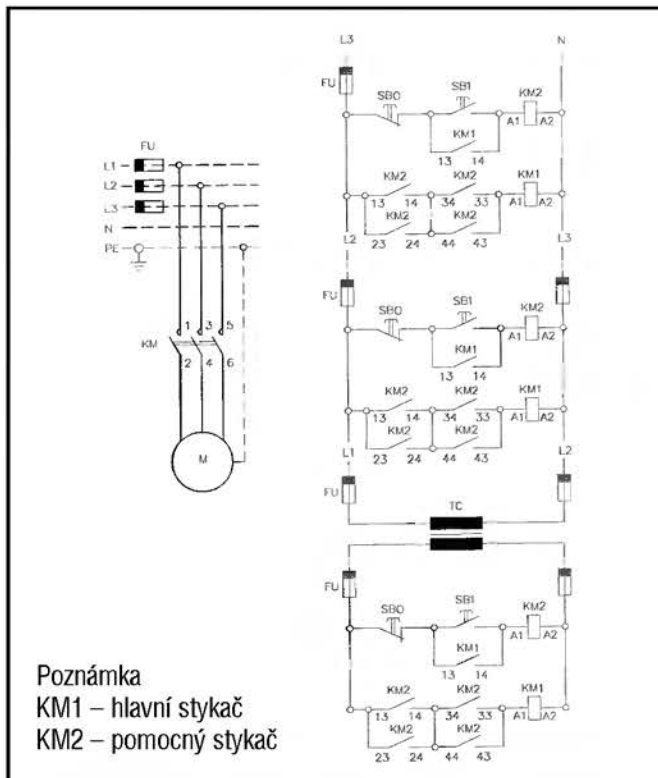 FU
L1
L2
L3
N
PE
1 3 5
KM
2 4 6
M
L3 N
FU
SB0 SB1 KM2
A1 A2
KM1
13 14
KM2 KM2 KM1
13 14 34 33 A1 A2
KM2 KM2
23 24 44 43
L2 L3
FU
SB0 SB1 KM2
A1 A2
KM1
13 14
KM2 KM2 KM1
13 14 34 33 A1 A2
KM2 KM2
23 24 44 43
L1 L2
FU
TC
FU
SB0 SB1 KM2
A1 A2
KM1
13 14
KM2 KM2 KM1
13 14 34 33 A1 A2
KM2 KM2
23 24 44 43
Poznámka
KM1 – hlavní stykač
KM2 – pomocný stykač